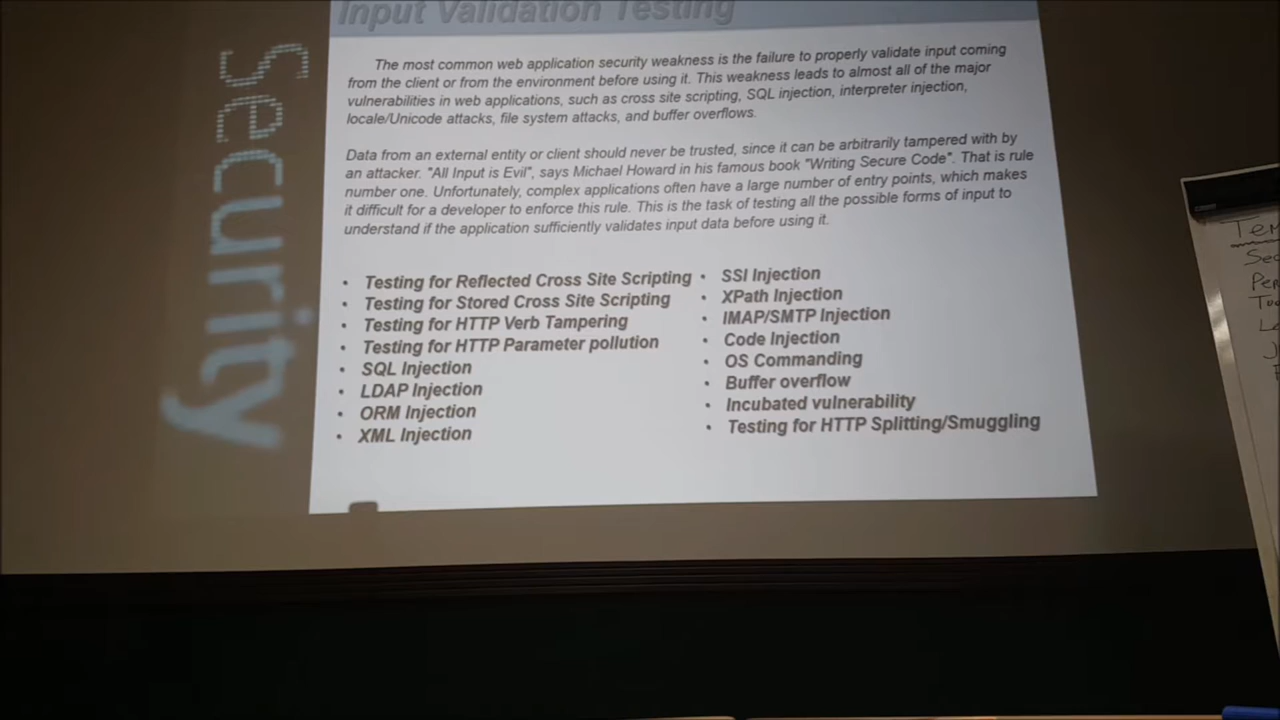 Input Validation Testing
Security
The most common web application security weakness is the failure to properly validate input coming
from the client or from the environment before using it. This weakness leads to almost all of the major
vulnerabilities in web applications, such as cross site scripting, SQL injection, interpreter injection,
locale/Unicode attacks, file system attacks, and buffer overflows.
Data from an external entity or client should never be trusted, since it can be arbitrarily tampered with by
an attacker. "All Input is Evil", says Michael Howard in his famous book "Writing Secure Code". That is rule
number one. Unfortunately, complex applications often have a large number of entry points, which makes
it difficult for a developer to enforce this rule. This is the task of testing all the possible forms of input to
understand if the application sufficiently validates input data before using it.
• Testing for Reflected Cross Site Scripting
• Testing for Stored Cross Site Scripting
• Testing for HTTP Verb Tampering
• Testing for HTTP Parameter pollution
• SQL Injection
• LDAP Injection
• ORM Injection
• XML Injection
• SSI Injection
• XPath Injection
• IMAP/SMTP Injection
• Code Injection
• OS Commanding
• Buffer overflow
• Incubated vulnerability
• Testing for HTTP Splitting/Smuggling